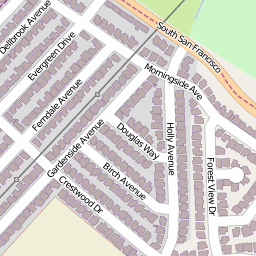 Dellbrook Avenue
South San Francisco
Evergreen Drive
Morningside Ave
Ferndale Avenue
Gardenside Avenue
Douglas Way
Holly Avenue
Forest View Dr
Birch Avenue
Crestwood Dr